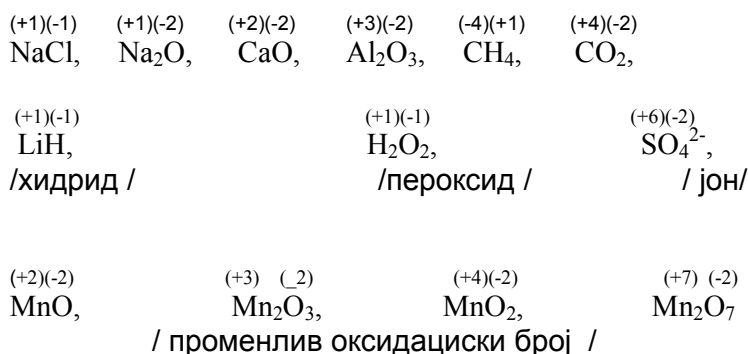 (+1)(-1) (+1)(-2) (+2)(-2) (+3)(-2) (-4)(+1) (+4)(-2)
NaCl, Na₂O, CaO, Al₂O₃, CH₄, CO₂,
(+1)(-1) (+1)(-1) (+6)(-2)
LiH, H₂O₂, SO₄²⁻,
/хидрид / /пероксид / / јон/
(+2)(-2) (+3) (_2) (+4)(-2) (+7) (-2)
MnO, Mn₂O₃, MnO₂, Mn₂O₇
/ променлив оксидациски број /